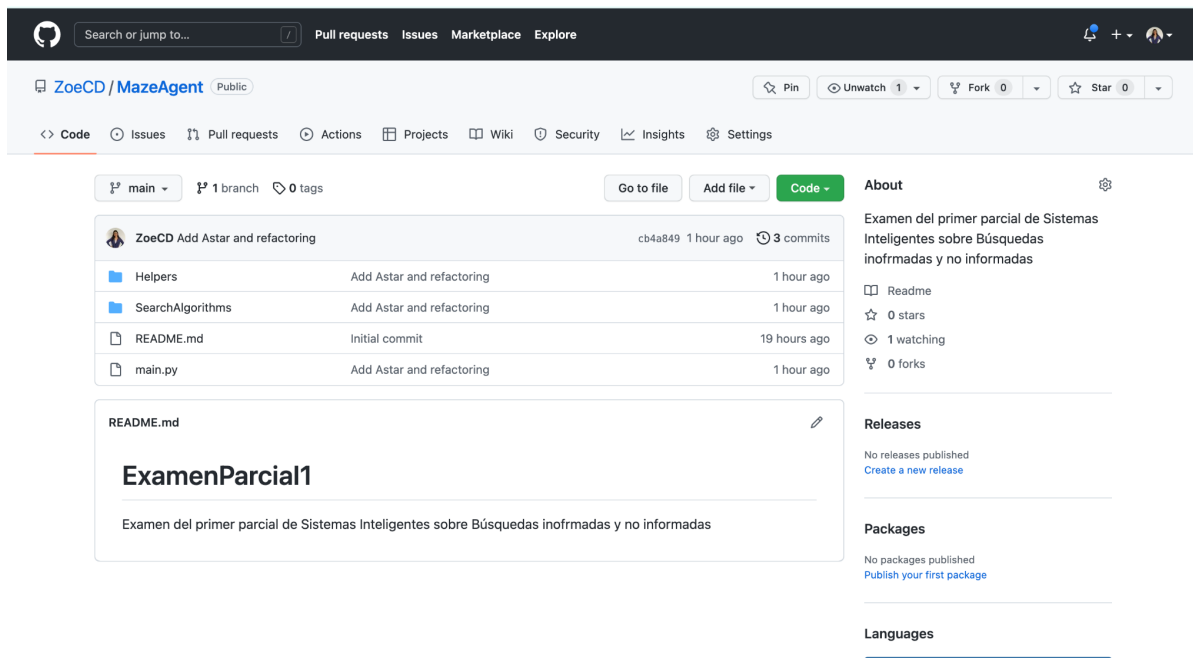 Search or jump to... / Pull requests Issues Marketplace Explore
ZoeCD / MazeAgent Public Pin Unwatch 1 Fork 0 Star 0
Code Issues Pull requests Actions Projects Wiki Security Insights Settings
main 1 branch 0 tags Go to file Add file Code
ZoeCD Add Astar and refactoring cb4a849 1 hour ago 3 commits
Helpers Add Astar and refactoring 1 hour ago
SearchAlgorithms Add Astar and refactoring 1 hour ago
README.md Initial commit 19 hours ago
main.py Add Astar and refactoring 1 hour ago
README.md
ExamenParcial1
Examen del primer parcial de Sistemas Inteligentes sobre Búsquedas inofrmadas y no informadas
About
Examen del primer parcial de Sistemas
Inteligentes sobre Búsquedas
inofrmadas y no informadas
Readme
0 stars
1 watching
0 forks
Releases
No releases published
Create a new release
Packages
No packages published
Publish your first package
Languages